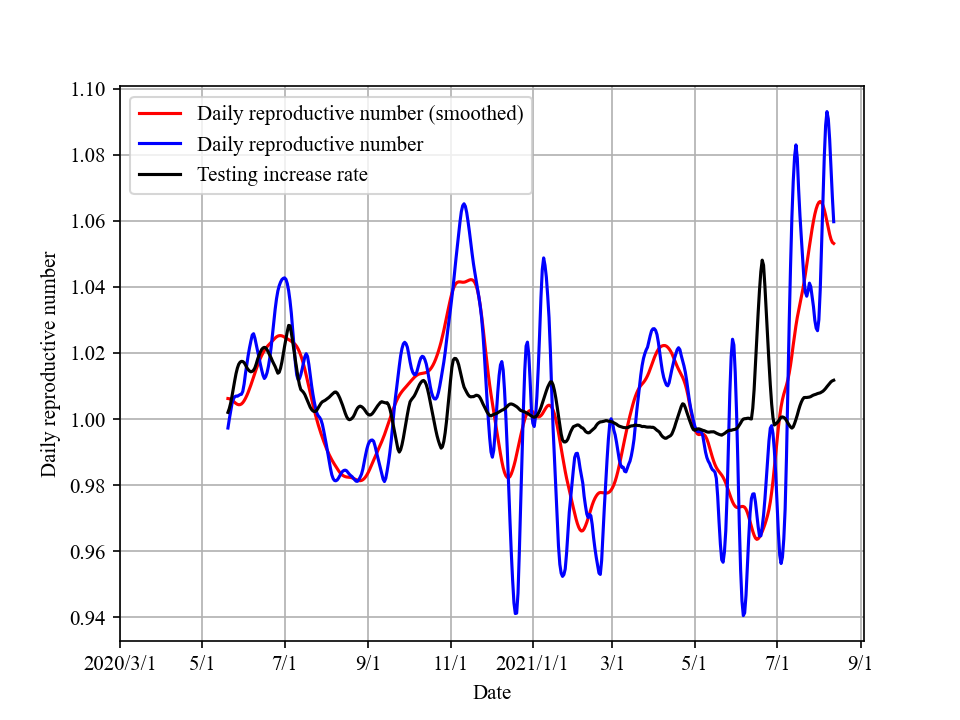 Daily reproductive number (smoothed)
Daily reproductive number
Testing increase rate
Daily reproductive number
1.10
1.08
1.06
1.04
1.02
1.00
0.98
0.96
0.94
2020/3/1 5/1 7/1 9/1 11/1 2021/1/1 3/1 5/1 7/1 9/1
Date